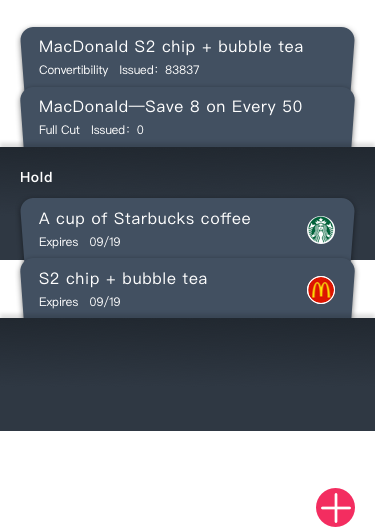 MacDonald S2 chip + bubble tea
Convertibility Issued: 83837
MacDonald—Save 8 on Every 50
Full Cut Issued: 0
Hold
A cup of Starbucks coffee
Expires 09/19
S2 chip + bubble tea
Expires 09/19